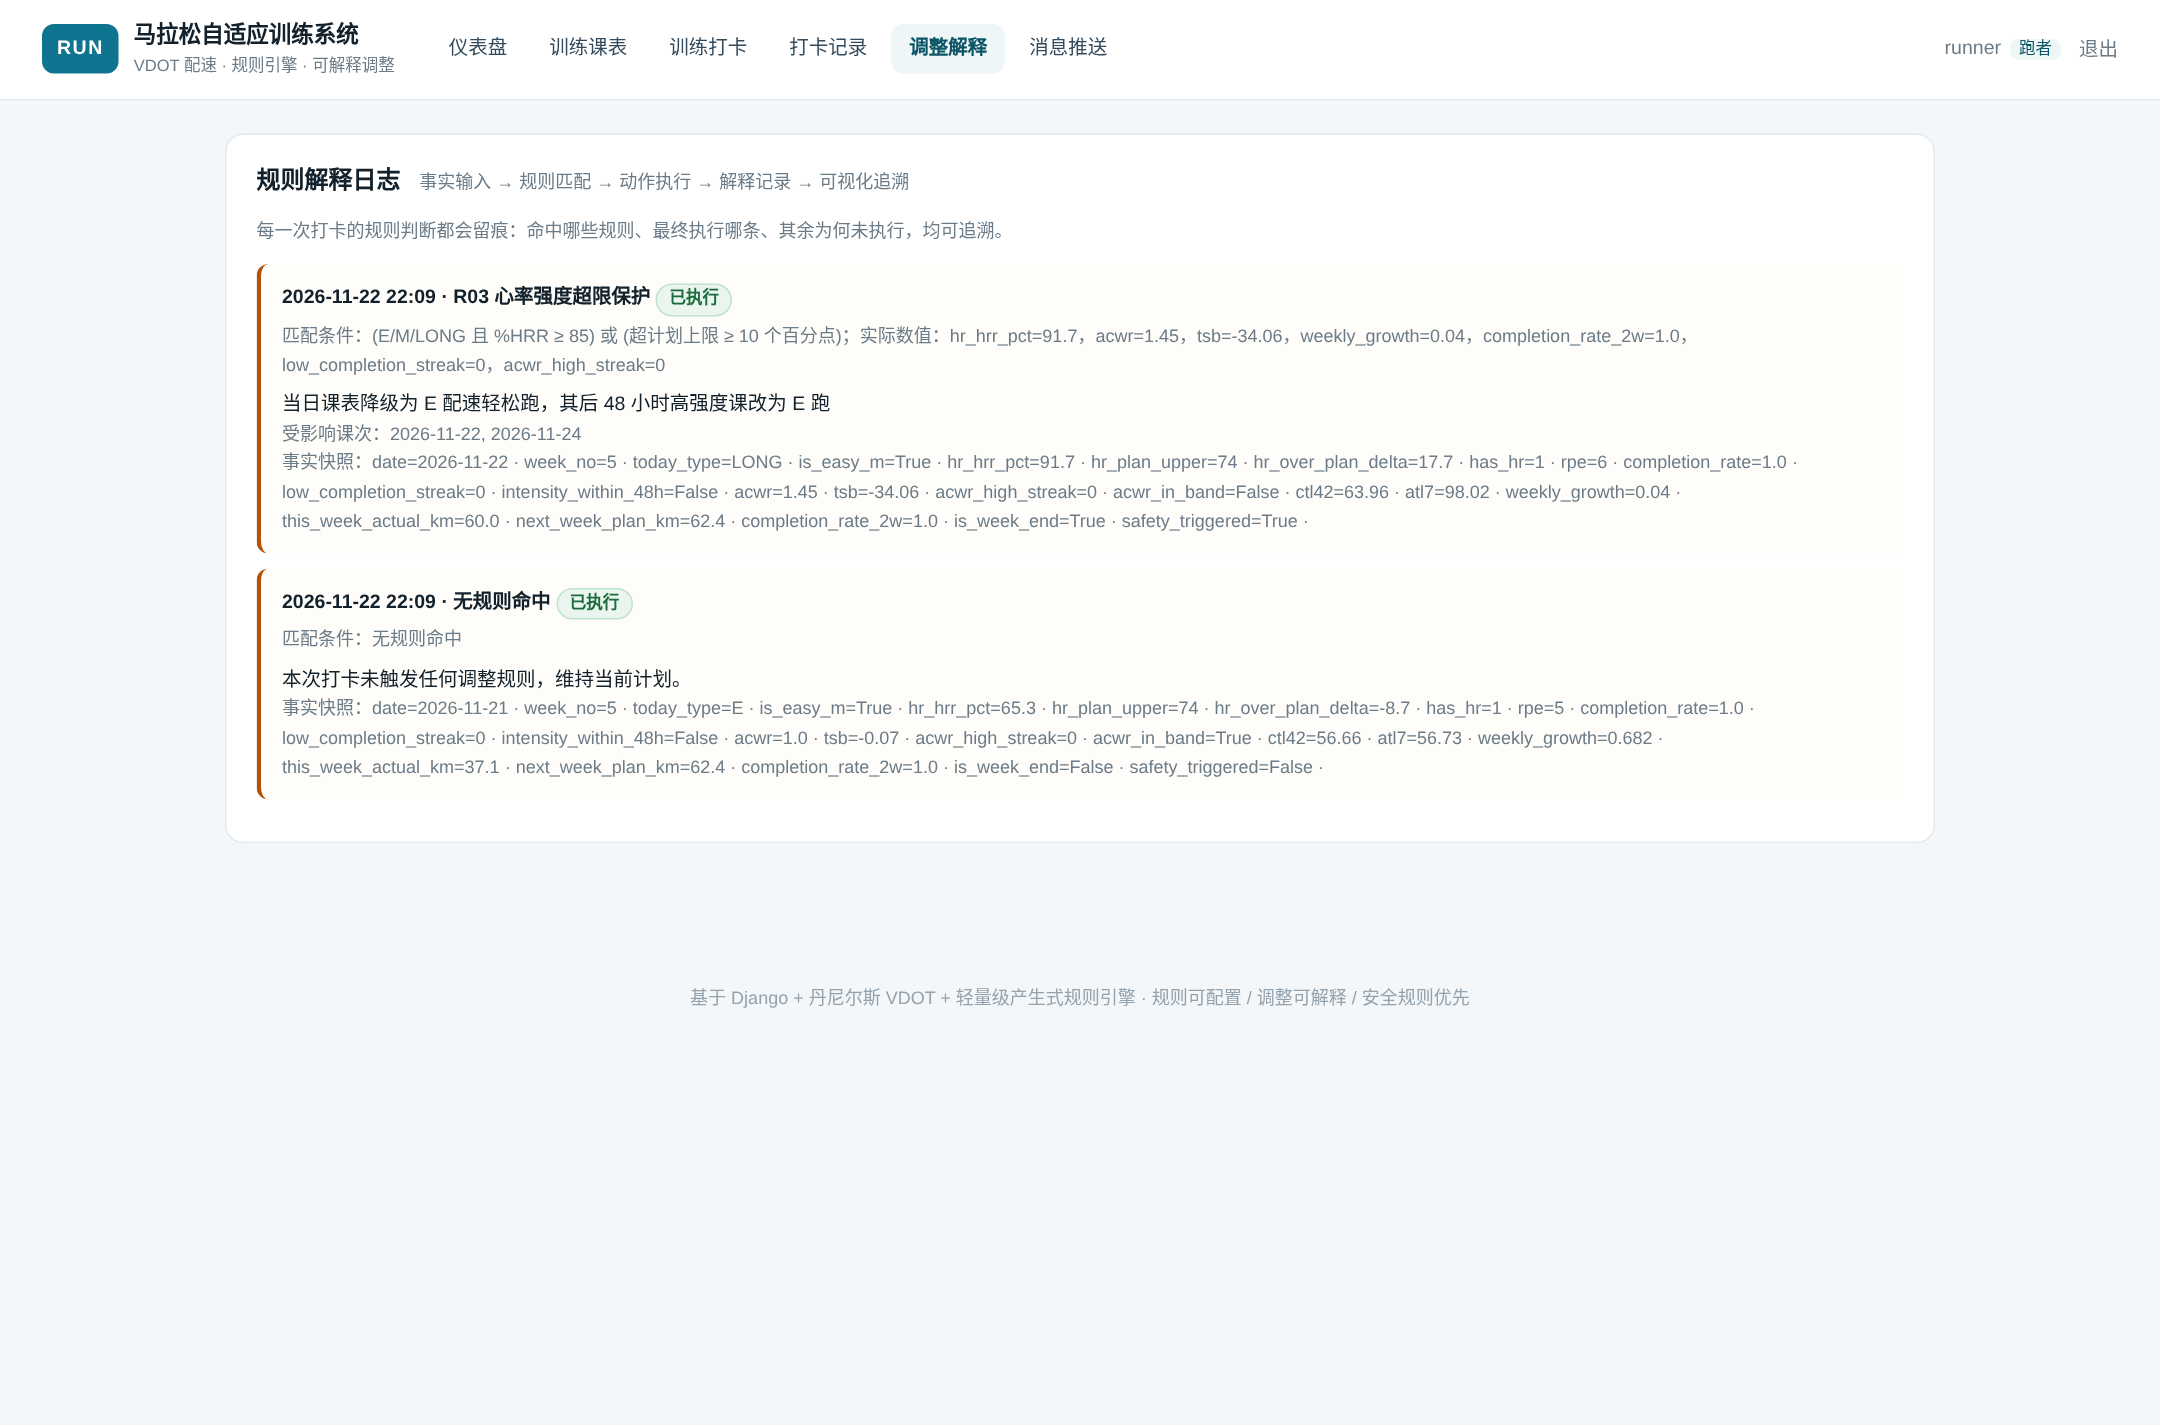 RUN
马拉松自适应训练系统
VDOT 配速 · 规则引擎 · 可解释调整
仪表盘 训练课表 训练打卡 打卡记录 调整解释 消息推送
runner 跑者 退出
规则解释日志 事实输入 → 规则匹配 → 动作执行 → 解释记录 → 可视化追溯
每一次打卡的规则判断都会留痕：命中哪些规则、最终执行哪条、其余为何未执行，均可追溯。
2026-11-22 22:09 · R03 心率强度超限保护 已执行
匹配条件：(E/M/LONG 且 %HRR ≥ 85) 或 (超计划上限 ≥ 10 个百分点)；实际数值：hr_hrr_pct=91.7，acwr=1.45，tsb=-34.06，weekly_growth=0.04，completion_rate_2w=1.0，
low_completion_streak=0，acwr_high_streak=0
当日课表降级为 E 配速轻松跑，其后 48 小时高强度课改为 E 跑
受影响课次：2026-11-22, 2026-11-24
事实快照：date=2026-11-22 · week_no=5 · today_type=LONG · is_easy_m=True · hr_hrr_pct=91.7 · hr_plan_upper=74 · hr_over_plan_delta=17.7 · has_hr=1 · rpe=6 · completion_rate=1.0 ·
low_completion_streak=0 · intensity_within_48h=False · acwr=1.45 · tsb=-34.06 · acwr_high_streak=0 · acwr_in_band=False · ctl42=63.96 · atl7=98.02 · weekly_growth=0.04 ·
this_week_actual_km=60.0 · next_week_plan_km=62.4 · completion_rate_2w=1.0 · is_week_end=True · safety_triggered=True ·
2026-11-22 22:09 · 无规则命中 已执行
匹配条件：无规则命中
本次打卡未触发任何调整规则，维持当前计划。
事实快照：date=2026-11-21 · week_no=5 · today_type=E · is_easy_m=True · hr_hrr_pct=65.3 · hr_plan_upper=74 · hr_over_plan_delta=-8.7 · has_hr=1 · rpe=5 · completion_rate=1.0 ·
low_completion_streak=0 · intensity_within_48h=False · acwr=1.0 · tsb=-0.07 · acwr_high_streak=0 · acwr_in_band=True · ctl42=56.66 · atl7=56.73 · weekly_growth=0.682 ·
this_week_actual_km=37.1 · next_week_plan_km=62.4 · completion_rate_2w=1.0 · is_week_end=False · safety_triggered=False ·
基于 Django + 丹尼尔斯 VDOT + 轻量级产生式规则引擎 · 规则可配置 / 调整可解释 / 安全规则优先